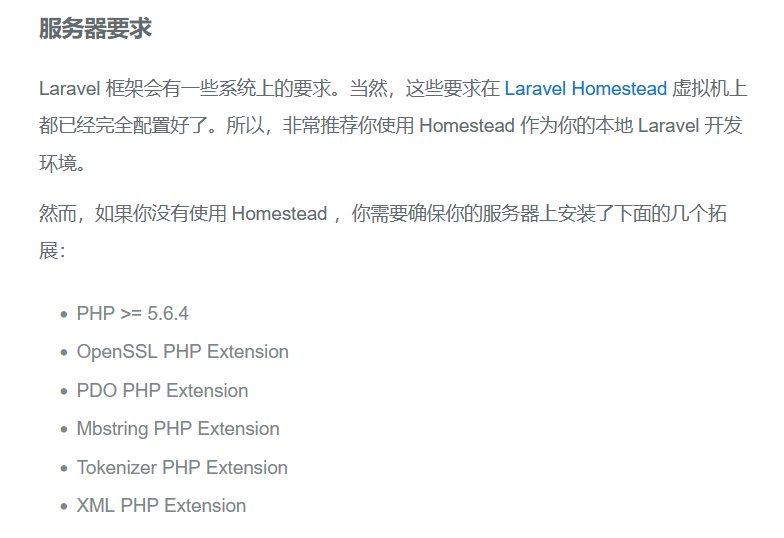 服务器要求
Laravel 框架会有一些系统上的要求。当然，这些要求在 Laravel Homestead 虚拟机上
都已经完全配置好了。所以，非常推荐你使用 Homestead 作为你的本地 Laravel 开发
环境。
然而，如果你没有使用 Homestead ，你需要确保你的服务器上安装了下面的几个拓
展：
• PHP >= 5.6.4
• OpenSSL PHP Extension
• PDO PHP Extension
• Mbstring PHP Extension
• Tokenizer PHP Extension
• XML PHP Extension